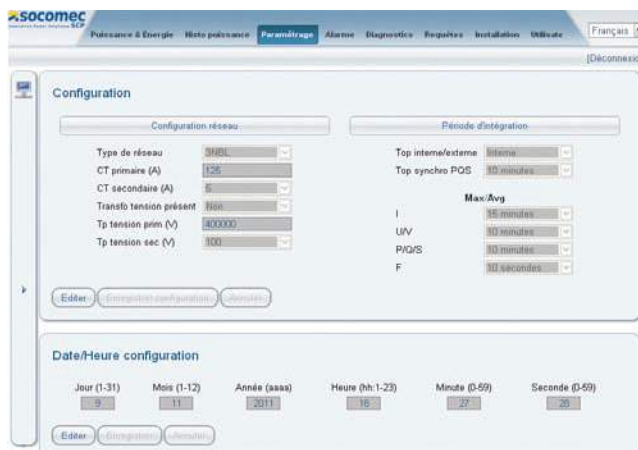 socomec
SCP
Puissance & Énergie Histo puissance Paramétrage Alarme Diagnostics Requêtes Installation Utilisate
Français
[Déconnexio
Configuration
Configuration réseau
Type de réseau 3NBL
CT primaire (A) 125
CT secondaire (A) 5
Transfo tension présent Non
Tp tension prim (V) 400000
Tp tension sec (V) 100
Période d'intégration
Top interne/externe Interne
Top synchro PQS 10 minutes
Max/Avg
I 15 minutes
U/V 10 minutes
P/Q/S 10 minutes
F 10 secondes
Editer Enregistrer configuration Annuler
Date/Heure configuration
Jour (1-31) Mois (1-12) Année (aaaa) Heure (hh:1-23) Minute (0-59) Seconde (0-59)
9 11 2011 16 27 28
Editer Enregistrer Annuler